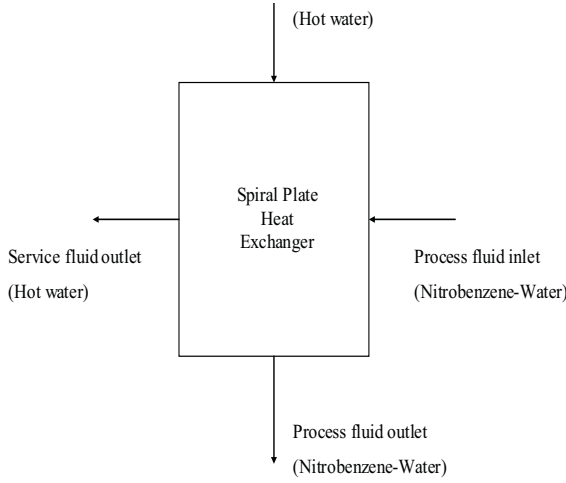 (Hot water)
Spiral Plate
Heat
Exchanger
Service fluid outlet
(Hot water)
Process fluid inlet
(Nitrobenzene-Water)
Process fluid outlet
(Nitrobenzene-Water)